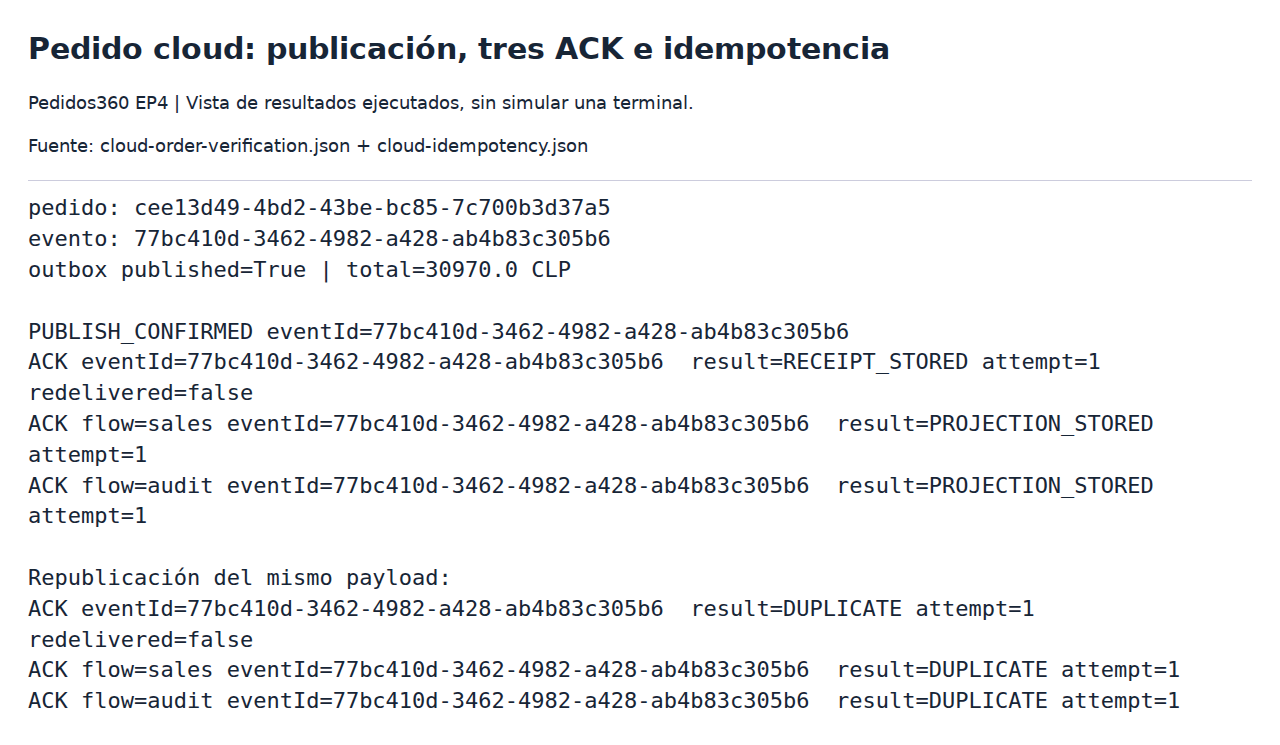 Pedido cloud: publicación, tres ACK e idempotencia
Pedidos360 EP4 | Vista de resultados ejecutados, sin simular una terminal.
Fuente: cloud-order-verification.json + cloud-idempotency.json
pedido: cee13d49-4bd2-43be-bc85-7c700b3d37a5
evento: 77bc410d-3462-4982-a428-ab4b83c305b6
outbox published=True | total=30970.0 CLP
PUBLISH_CONFIRMED eventId=77bc410d-3462-4982-a428-ab4b83c305b6
ACK eventId=77bc410d-3462-4982-a428-ab4b83c305b6  result=RECEIPT_STORED attempt=1
redelivered=false
ACK flow=sales eventId=77bc410d-3462-4982-a428-ab4b83c305b6  result=PROJECTION_STORED
attempt=1
ACK flow=audit eventId=77bc410d-3462-4982-a428-ab4b83c305b6  result=PROJECTION_STORED
attempt=1
Republicación del mismo payload:
ACK eventId=77bc410d-3462-4982-a428-ab4b83c305b6  result=DUPLICATE attempt=1
redelivered=false
ACK flow=sales eventId=77bc410d-3462-4982-a428-ab4b83c305b6  result=DUPLICATE attempt=1
ACK flow=audit eventId=77bc410d-3462-4982-a428-ab4b83c305b6  result=DUPLICATE attempt=1